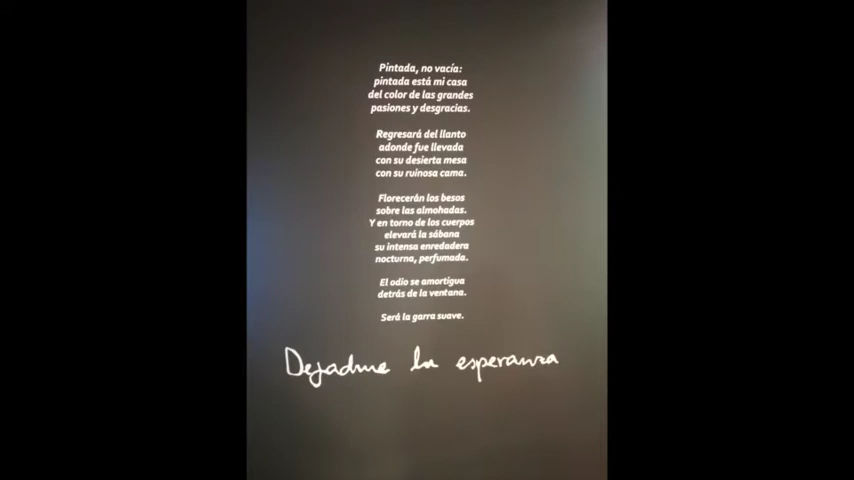 Pintada, no vacía:
pintada está mi casa
del color de las grandes
pasiones y desgracias.
Regresará del llanto
adonde fue llevada
con su desierta mesa
con su ruinosa cama.
Florecerán los besos
sobre las almohadas.
Y en torno de los cuerpos
elevará la sábana
su intensa enredadera
nocturna, perfumada.
El odio se amortigua
detrás de la ventana.
Será la garra suave.
Dejadme la esperanza